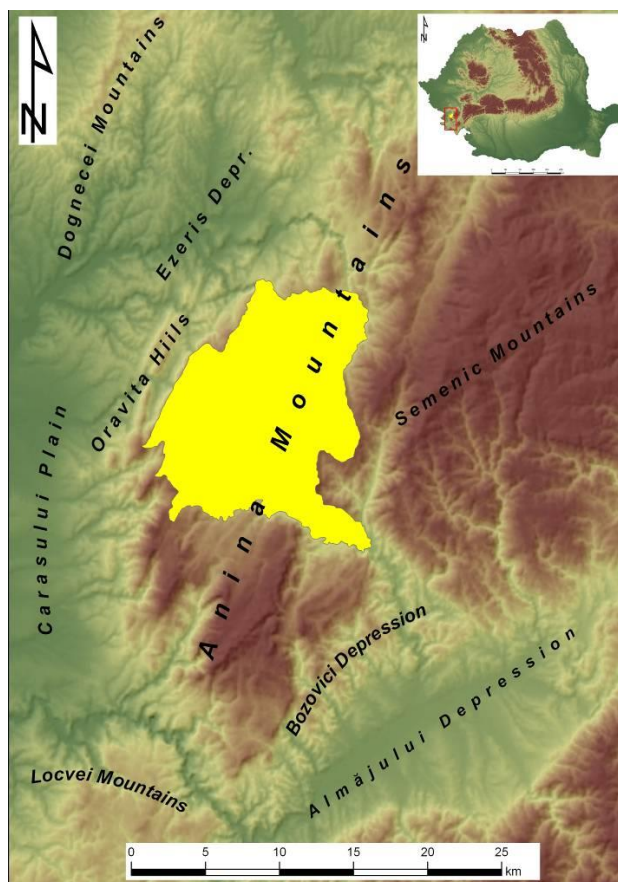 N
N
Dognecei Mountains
Ezeris Depr.
Oravita Hiils
Carasului Plain
Anina Mountains
Semenic Mountains
Bozovici Depression
Almăjului Depression
Locvei Mountains
0 5 10 15 20 25
km